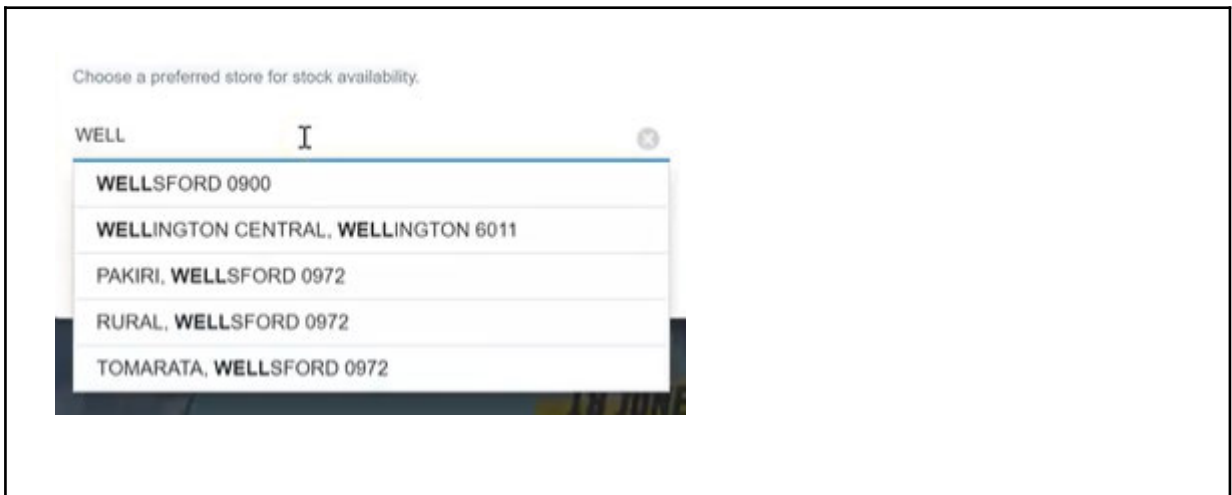 Choose a preferred store for stock availability.
WELL
WELLSFORD 0900
WELLINGTON CENTRAL, WELLINGTON 6011
PAKIRI, WELLSFORD 0972
RURAL, WELLSFORD 0972
TOMARATA, WELLSFORD 0972